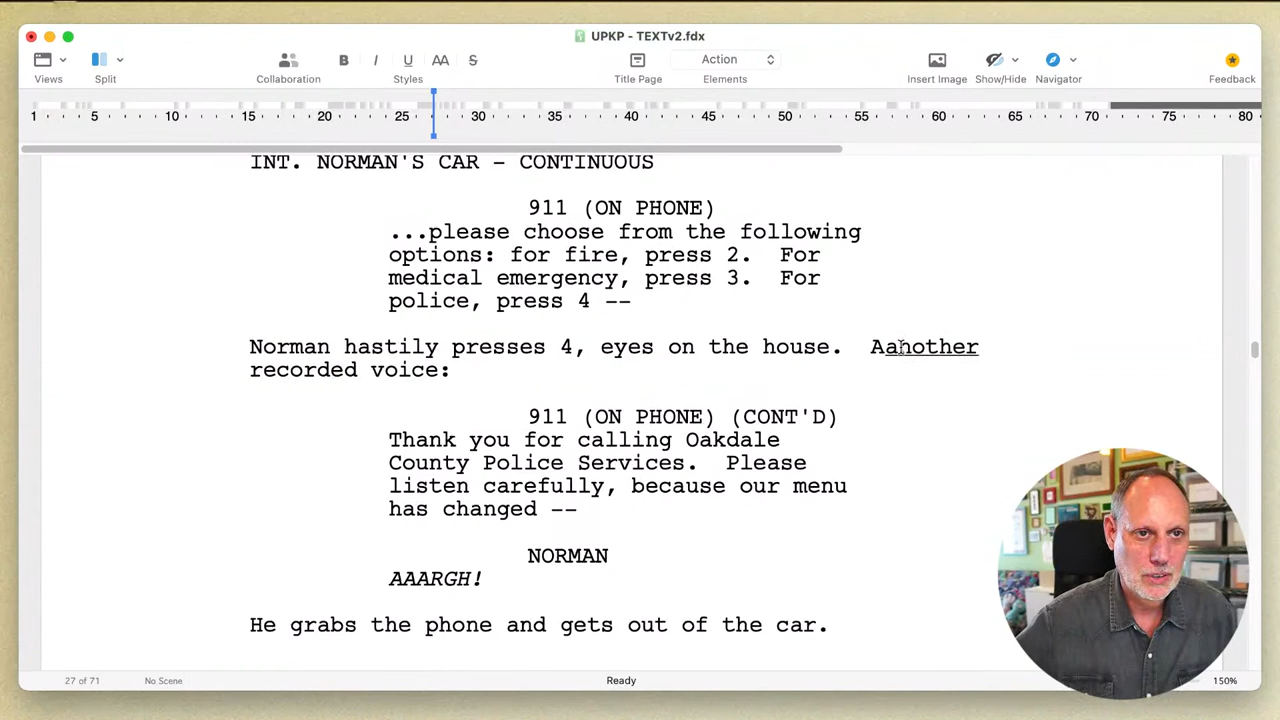 UPKP - TEXTv2.fdx
B I U AA S Action
Views Split Collaboration Styles Title Page Elements Insert Image Show/Hide Navigator Feedback
1 5 10 15 20 25 30 35 40 45 50 55 60 65 70 75 80
INT. NORMAN'S CAR – CONTINUOUS
911 (ON PHONE)
...please choose from the following
options: for fire, press 2.  For
medical emergency, press 3.  For
police, press 4 --
Norman hastily presses 4, eyes on the house.  Aanother
recorded voice:
911 (ON PHONE) (CONT'D)
Thank you for calling Oakdale
County Police Services.  Please
listen carefully, because our menu
has changed --
NORMAN
AAARGH!
He grabs the phone and gets out of the car.
27 of 71 No Scene Ready 150%